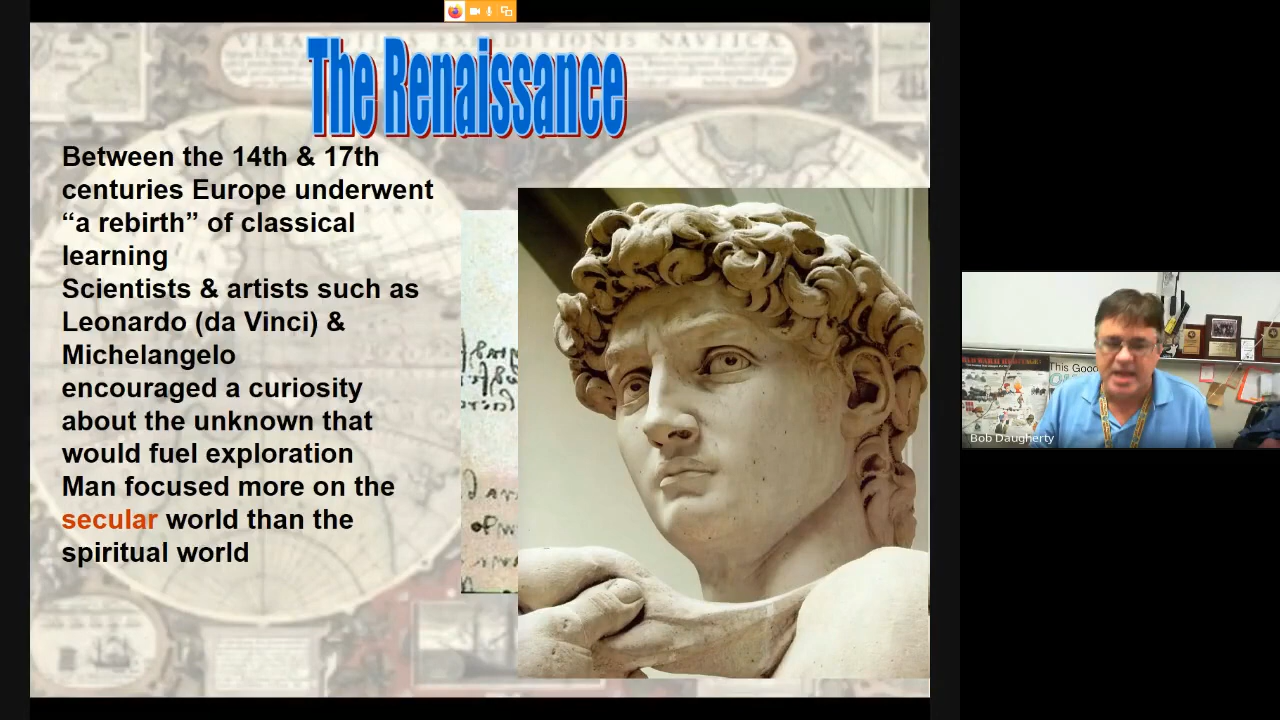 The Renaissance
Between the 14th & 17th
centuries Europe underwent
“a rebirth” of classical
learning
Scientists & artists such as
Leonardo (da Vinci) &
Michelangelo
encouraged a curiosity
about the unknown that
would fuel exploration
Man focused more on the
secular world than the
spiritual world
This Good
Bob Daugherty